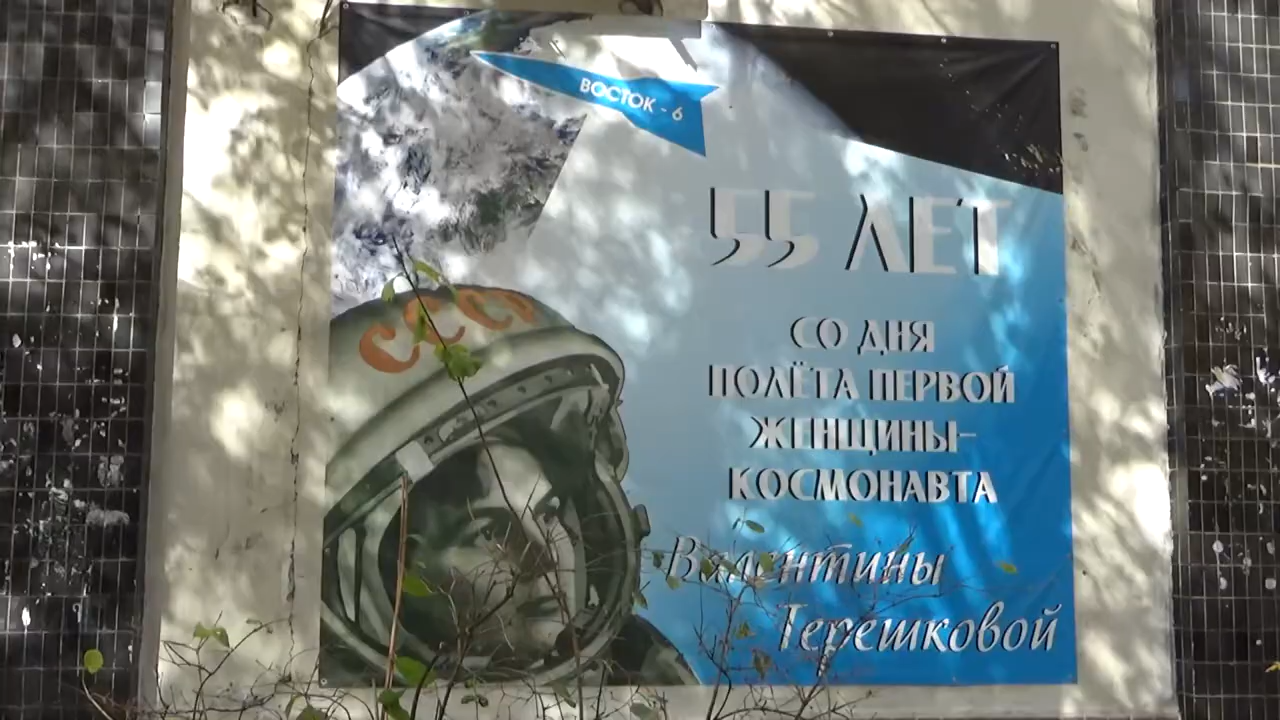 ВОСТОК - 6
55 ЛЕТ
СО ДНЯ
ПОЛЁТА ПЕРВОЙ
ЖЕНЩИНЫ-
КОСМОНАВТА
Валентины
Терешковой
СССР